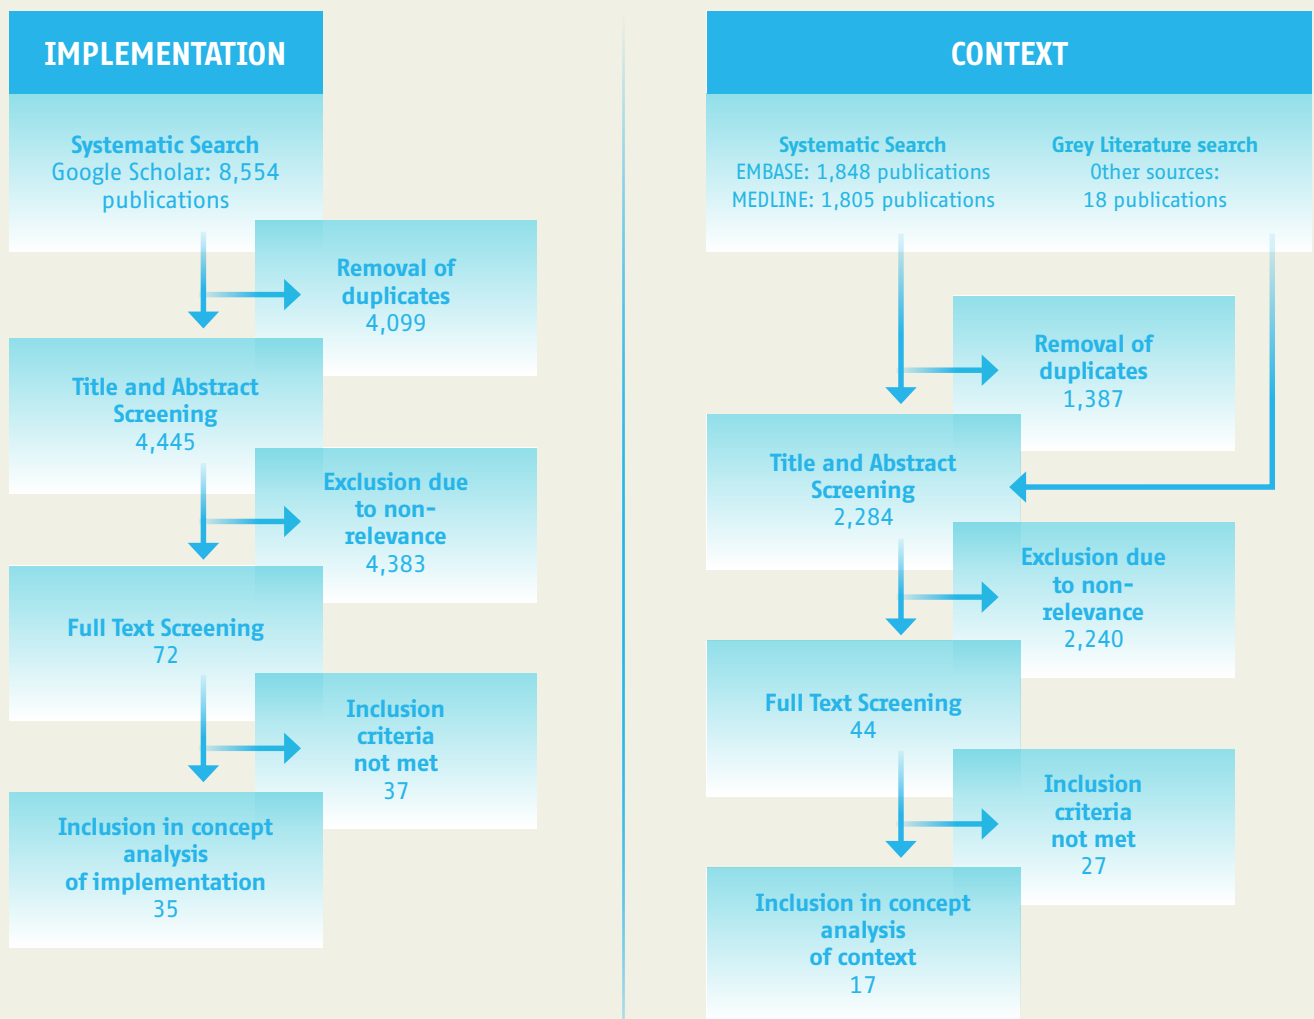 IMPLEMENTATION
Systematic Search
Google Scholar: 8,554
publications
Removal of
duplicates
4,099
Title and Abstract
Screening
4,445
Exclusion due
to non-
relevance
4,383
Full Text Screening
72
Inclusion
criteria
not met
37
Inclusion in concept
analysis
of implementation
35
CONTEXT
Systematic Search
EMBASE: 1,848 publications
MEDLINE: 1,805 publications
Grey Literature search
Other sources:
18 publications
Removal of
duplicates
1,387
Title and Abstract
Screening
2,284
Exclusion due
to non-
relevance
2,240
Full Text Screening
44
Inclusion
criteria
not met
27
Inclusion in concept
analysis
of context
17